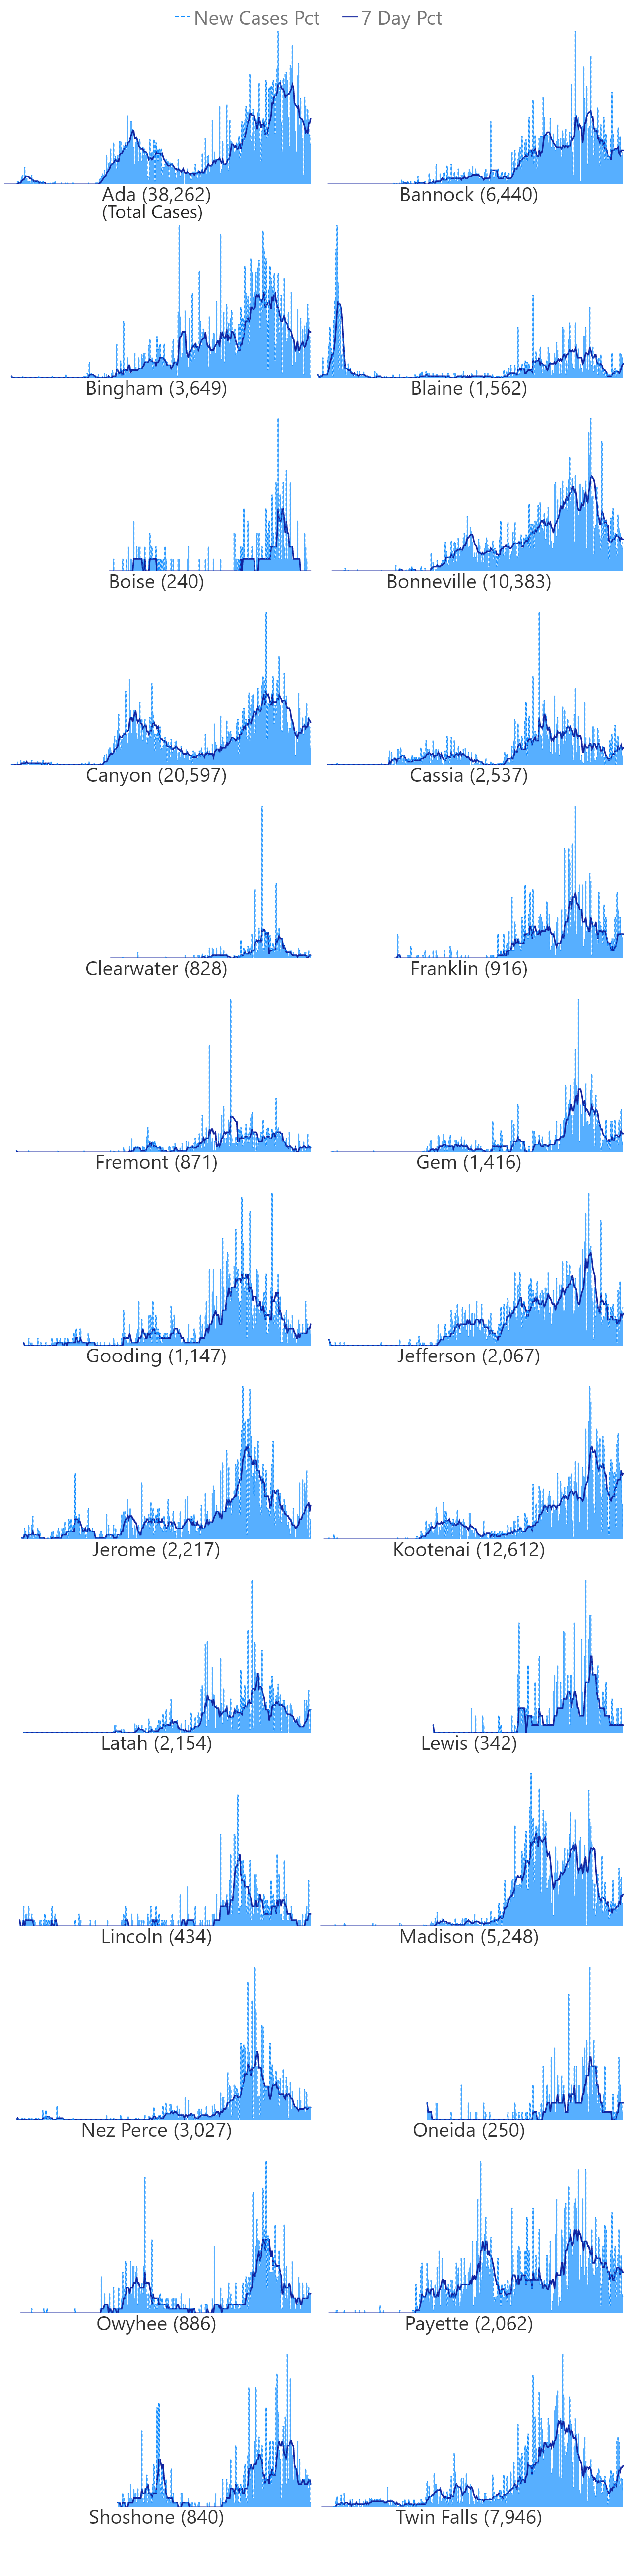 New Cases Pct 7 Day Pct
Ada (38,262) Bannock (6,440)
(Total Cases)
Bingham (3,649) Blaine (1,562)
Boise (240) Bonneville (10,383)
Canyon (20,597) Cassia (2,537)
Clearwater (828) Franklin (916)
Fremont (871) Gem (1,416)
Gooding (1,147) Jefferson (2,067)
Jerome (2,217) Kootenai (12,612)
Latah (2,154) Lewis (342)
Lincoln (434) Madison (5,248)
Nez Perce (3,027) Oneida (250)
Owyhee (886) Payette (2,062)
Shoshone (840) Twin Falls (7,946)